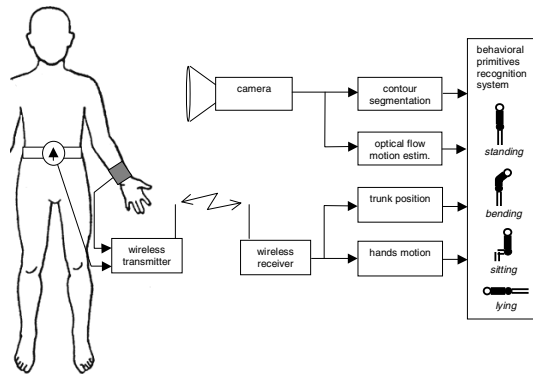 camera
contour
segmentation
optical flow
motion estim.
trunk position
hands motion
wireless
transmitter
wireless
receiver
behavioral
primitives
recognition
system
standing
bending
sitting
lying